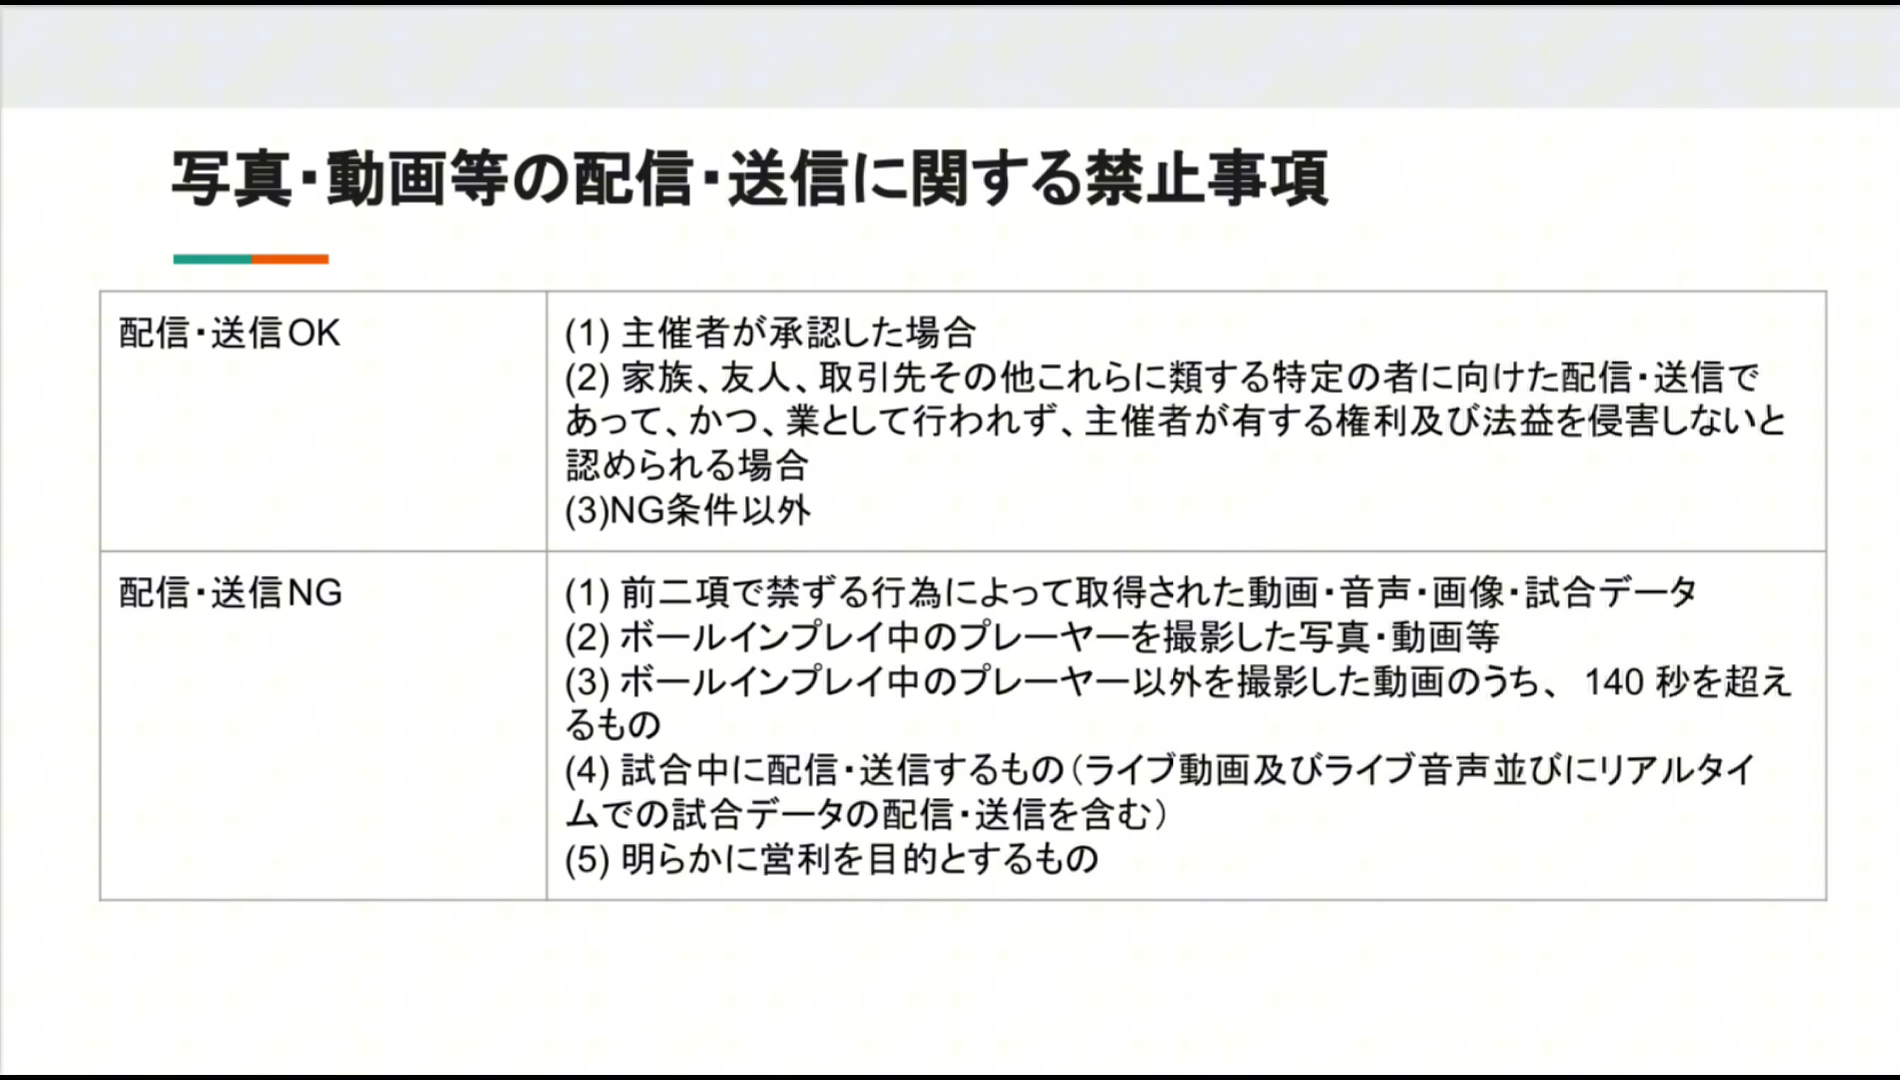 写真・動画等の配信・送信に関する禁止事項
配信・送信OK
(1) 主催者が承認した場合
(2) 家族、友人、取引先その他これらに類する特定の者に向けた配信・送信で
あって、かつ、業として行われず、主催者が有する権利及び法益を侵害しないと
認められる場合
(3)NG条件以外
配信・送信NG
(1) 前二項で禁ずる行為によって取得された動画・音声・画像・試合データ
(2) ボールインプレイ中のプレーヤーを撮影した写真・動画等
(3) ボールインプレイ中のプレーヤー以外を撮影した動画のうち、 140 秒を超え
るもの
(4) 試合中に配信・送信するもの（ライブ動画及びライブ音声並びにリアルタイ
ムでの試合データの配信・送信を含む）
(5) 明らかに営利を目的とするもの